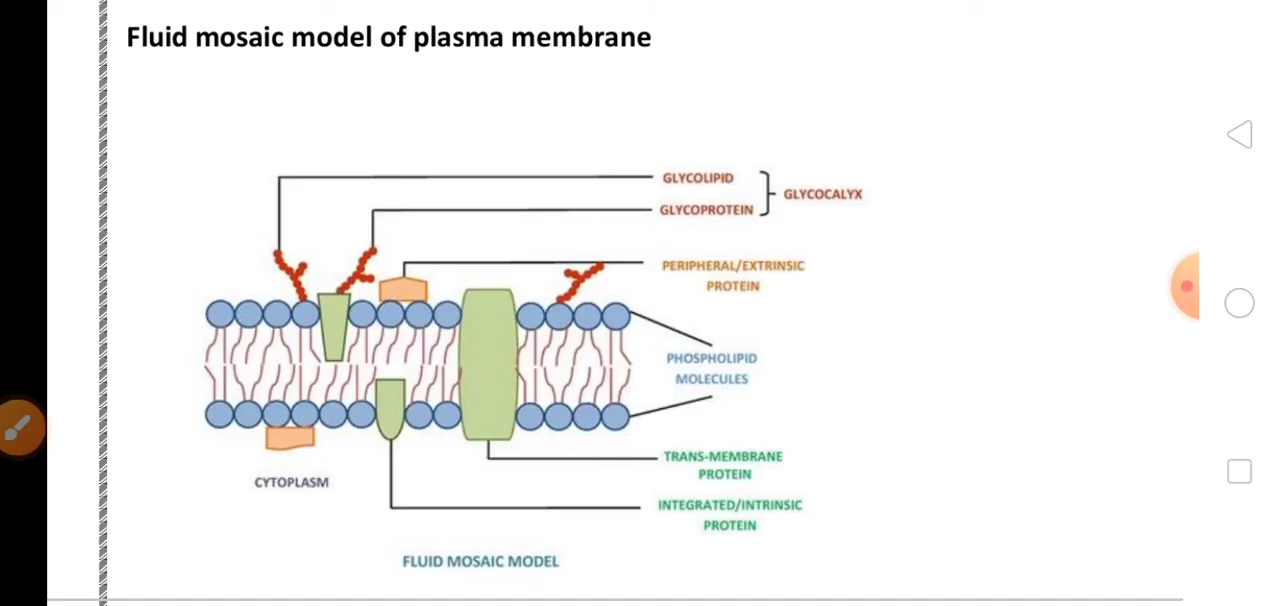 Fluid mosaic model of plasma membrane
GLYCOLIPID
GLYCOCALYX
GLYCOPROTEIN
PERIPHERAL/EXTRINSIC
PROTEIN
PHOSPHOLIPID
MOLECULES
TRANS-MEMBRANE
PROTEIN
CYTOPLASM
INTEGRATED/INTRINSIC
PROTEIN
FLUID MOSAIC MODEL